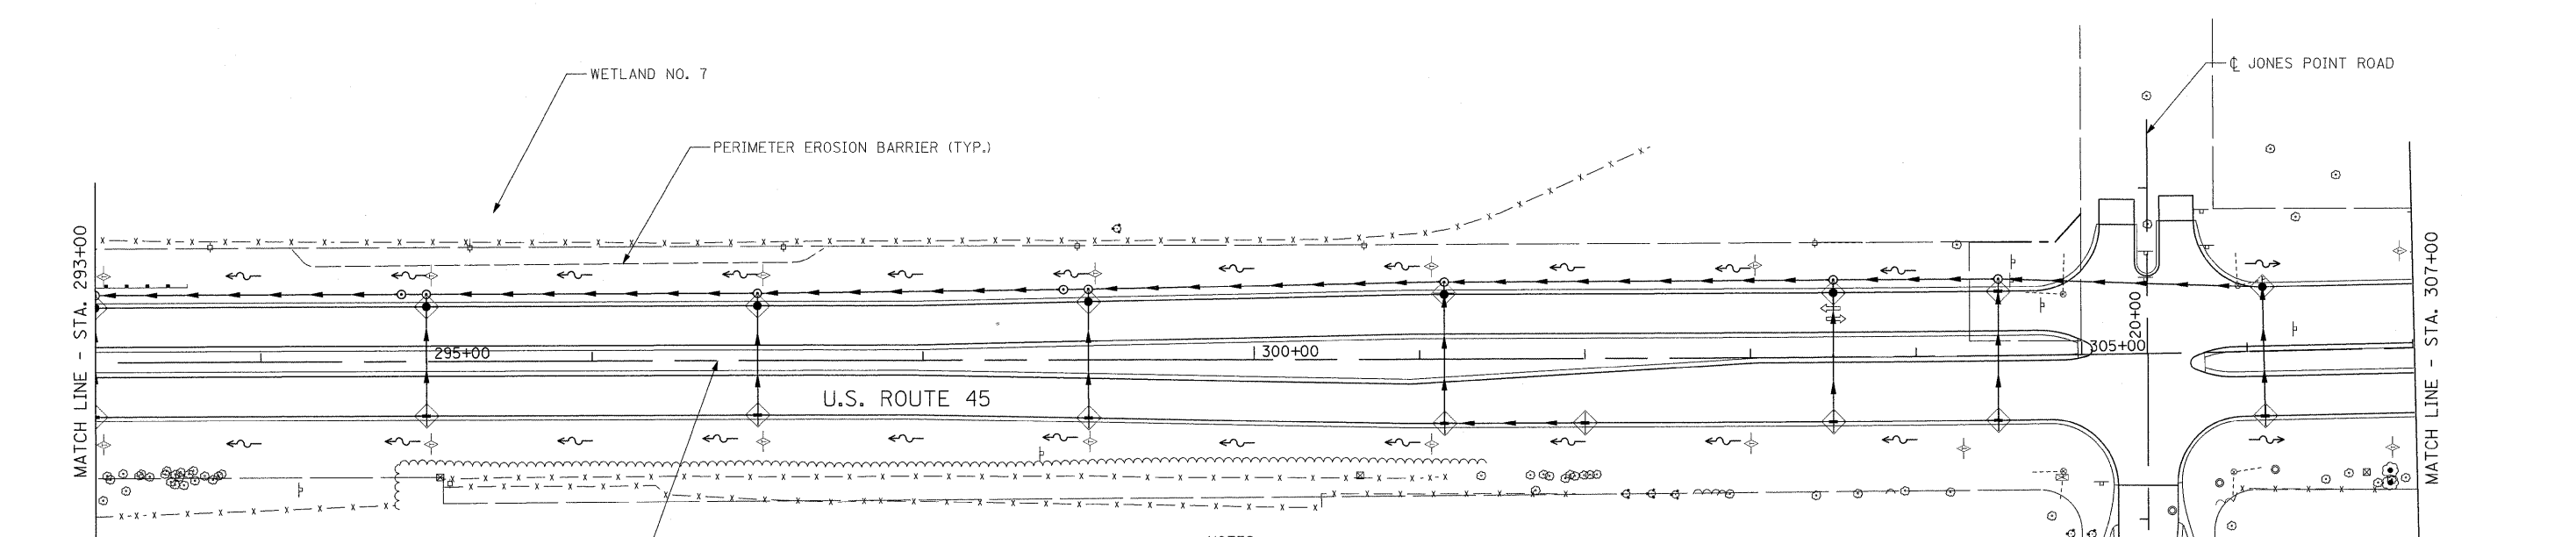 WETLAND NO. 7
℄ JONES POINT ROAD
PERIMETER EROSION BARRIER (TYP.)
MATCH LINE - STA. 293+00
MATCH LINE - STA. 307+00
20+00
295+00
300+00
305+00
U.S. ROUTE 45